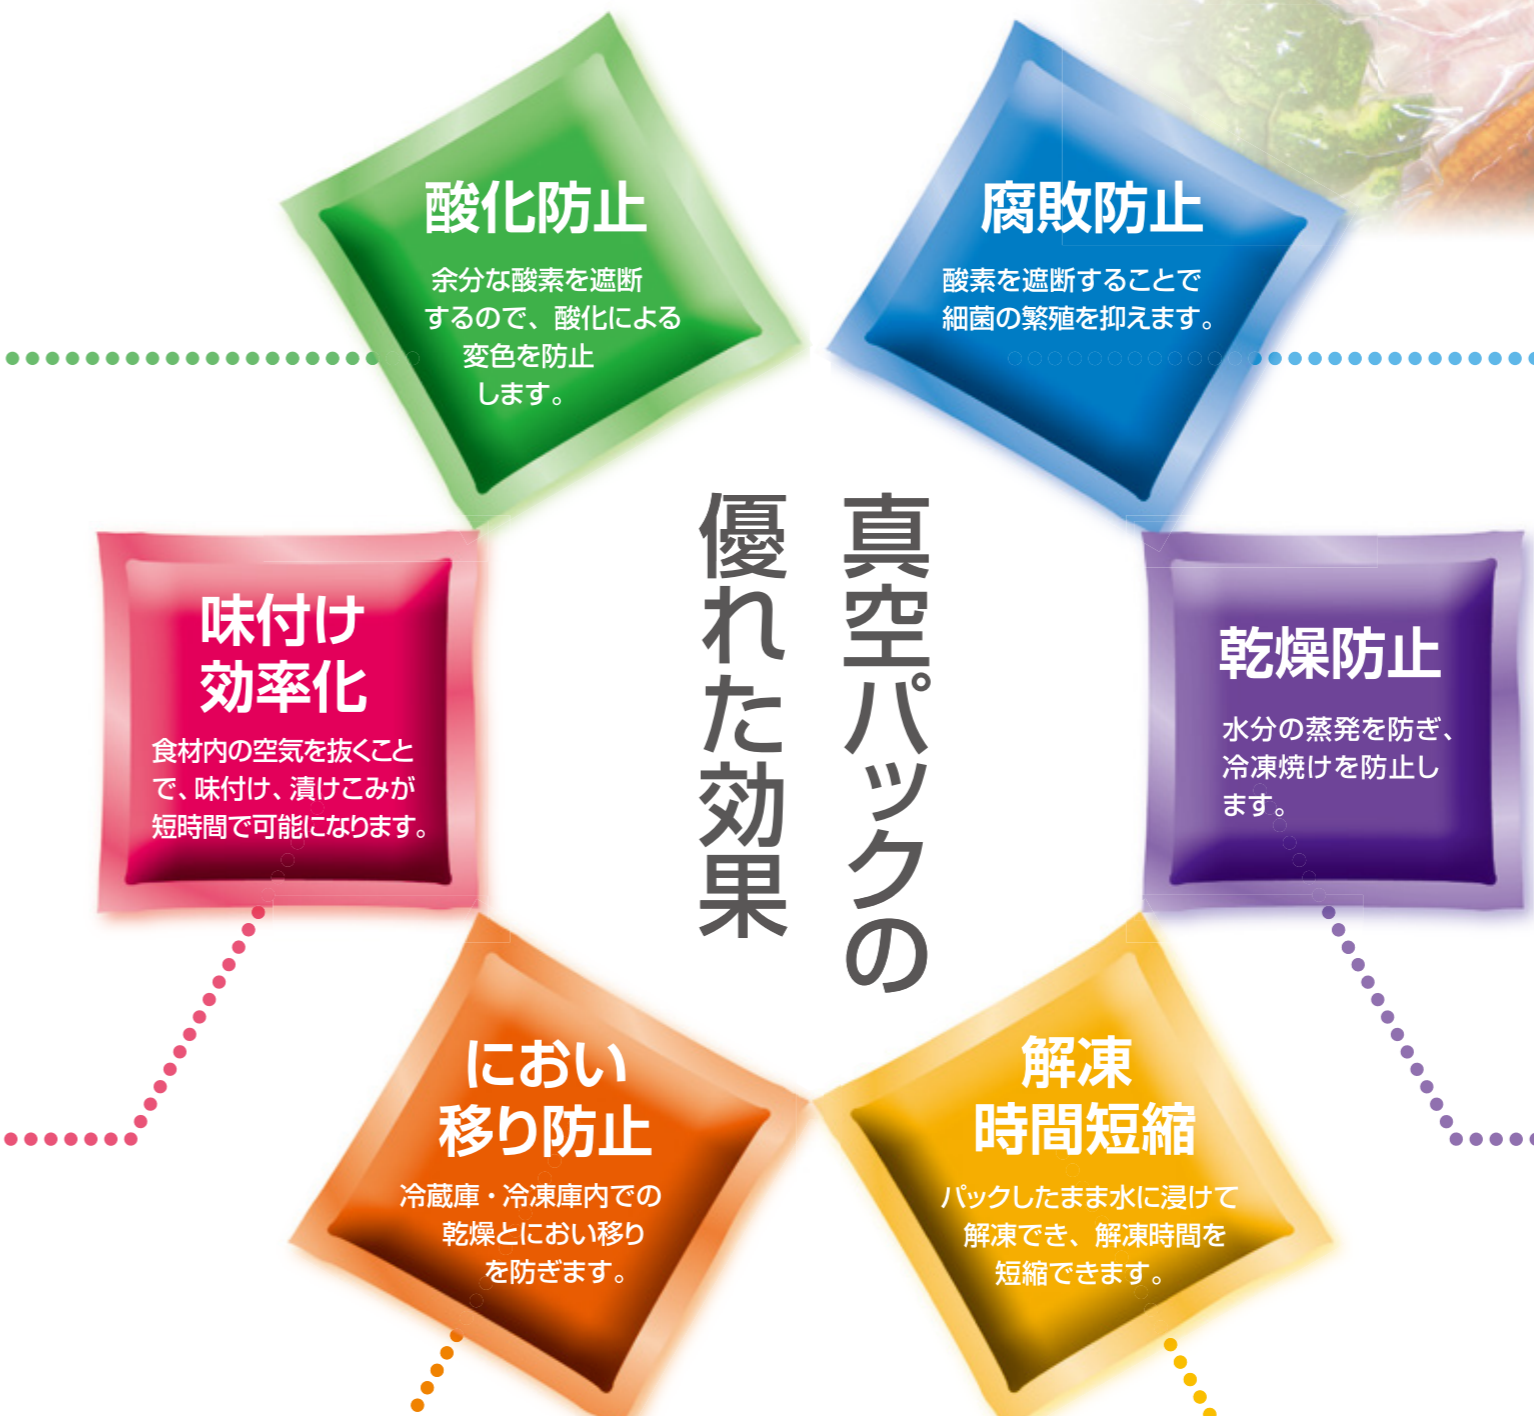 真空パックの
優れた効果
酸化防止
余分な酸素を遮断
するので、酸化による
変色を防止
します。
腐敗防止
酸素を遮断することで
細菌の繁殖を抑えます。
味付け
効率化
食材内の空気を抜くこと
で、味付け、漬けこみが
短時間で可能になります。
乾燥防止
水分の蒸発を防ぎ、
冷凍焼けを防止し
ます。
におい
移り防止
冷蔵庫・冷凍庫内での
乾燥とにおい移り
を防ぎます。
解凍
時間短縮
パックしたまま水に浸けて
解凍でき、解凍時間を
短縮できます。